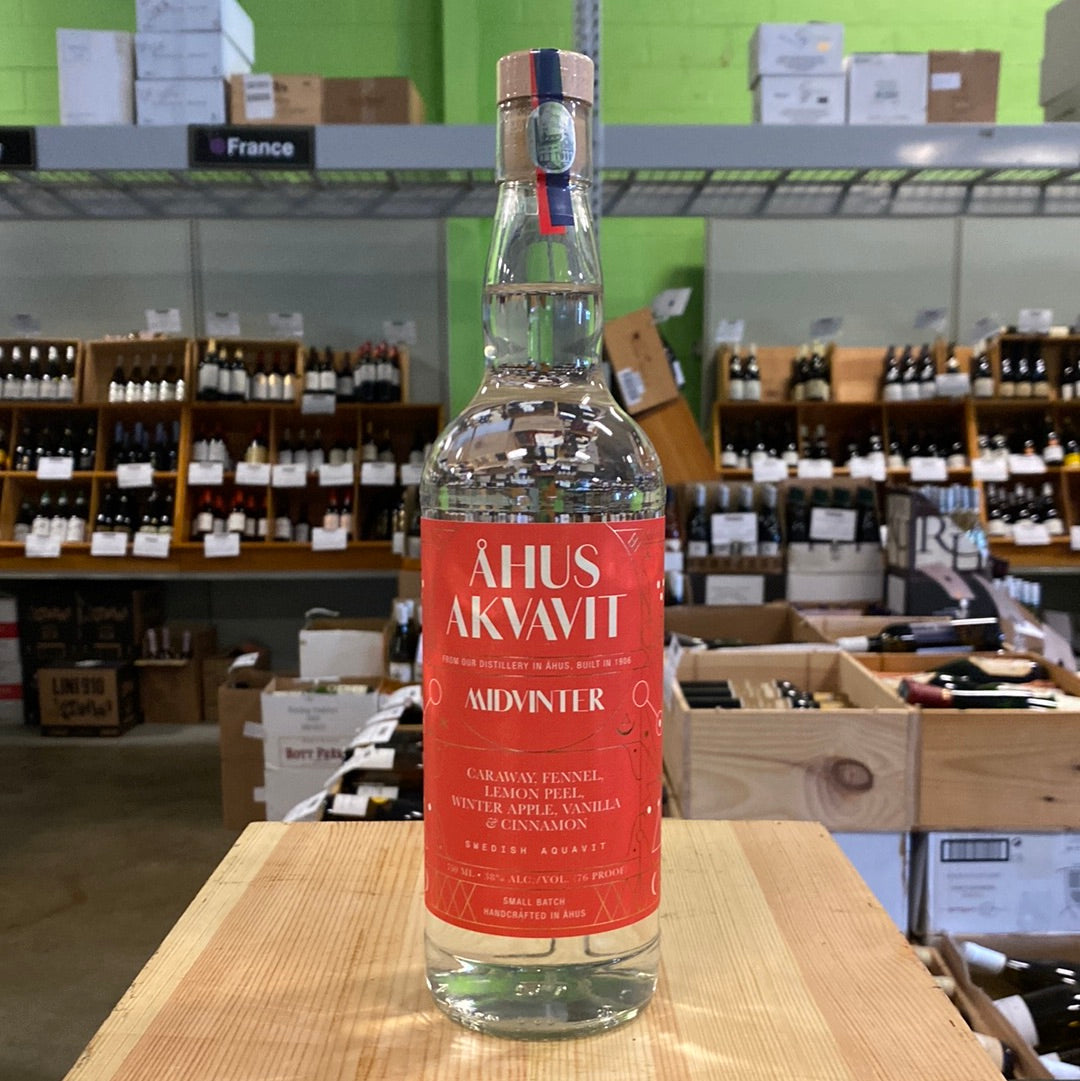 France
ÅHUS
AKVAVIT
FROM OUR DISTILLERY IN ÅHUS, BUILT IN 1906
MIDVINTER
CARAWAY, FENNEL,
LEMON PEEL,
WINTER APPLE, VANILLA
& CINNAMON
SWEDISH AQUAVIT
750 ML • 38% ALC./VOL. (76 PROOF)
SMALL BATCH
HANDCRAFTED IN ÅHUS